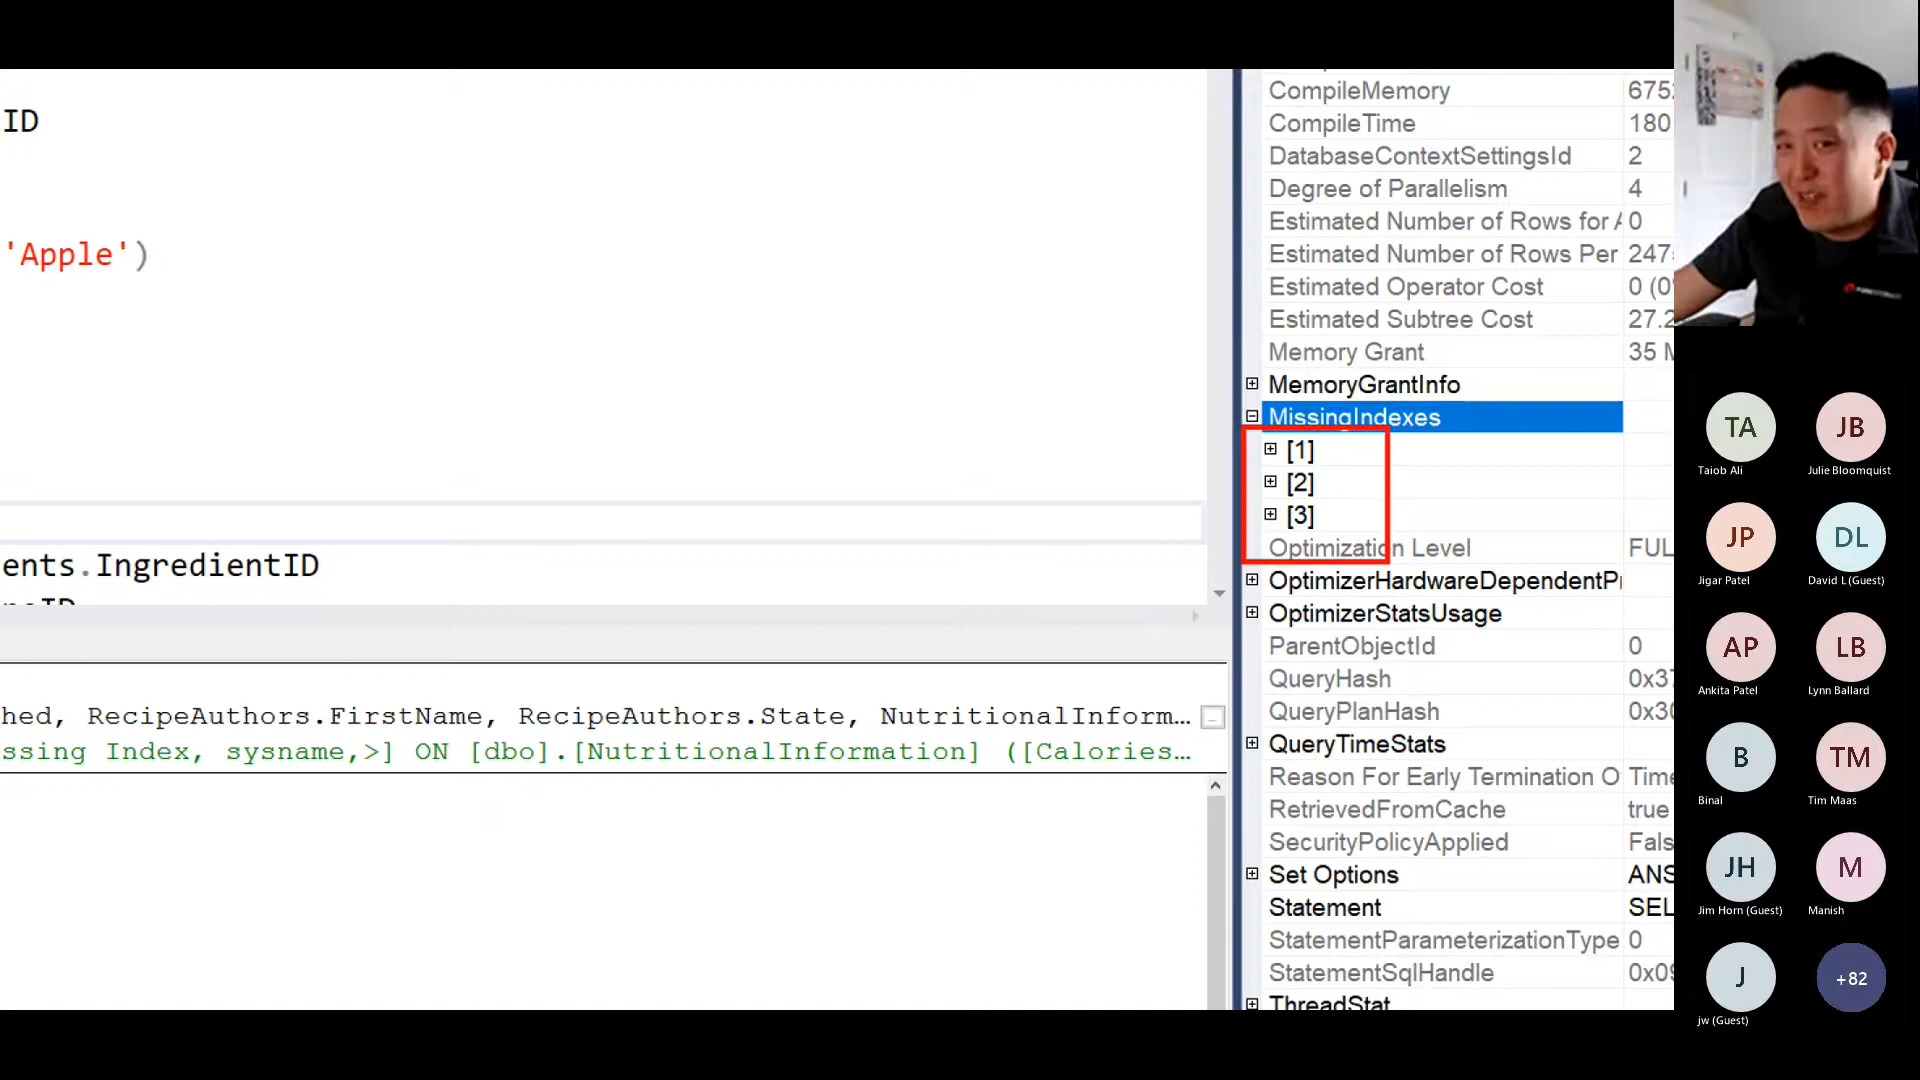 ID
'Apple')
ents.IngredientID
hed, RecipeAuthors.FirstName, RecipeAuthors.State, NutritionalInform...
ssing Index, sysname,>] ON [dbo].[NutritionalInformation] ([Calories...
CompileMemory 675
CompileTime 180
DatabaseContextSettingsId 2
Degree of Parallelism 4
Estimated Number of Rows for 0
Estimated Number of Rows Per 247
Estimated Operator Cost 0 (0
Estimated Subtree Cost 27.2
Memory Grant 35
MemoryGrantInfo
MissingIndexes
[1]
[2]
[3]
Optimization Level FUL
OptimizerHardwareDependentP
OptimizerStatsUsage
ParentObjectId 0
QueryHash 0x37
QueryPlanHash 0x30
QueryTimeStats
Reason For Early Termination O Time
RetrievedFromCache true
SecurityPolicyApplied Fals
Set Options ANS
Statement SEL
StatementParameterizationType 0
StatementSqlHandle 0x09
ThreadStat
TA JB
Taiob Ali Julie Bloomquist
JP DL
Jigar Patel David L (Guest)
AP LB
Ankita Patel Lynn Ballard
B TM
Binal Tim Maas
JH M
Jim Horn (Guest) Manish
J +82
jw (Guest)